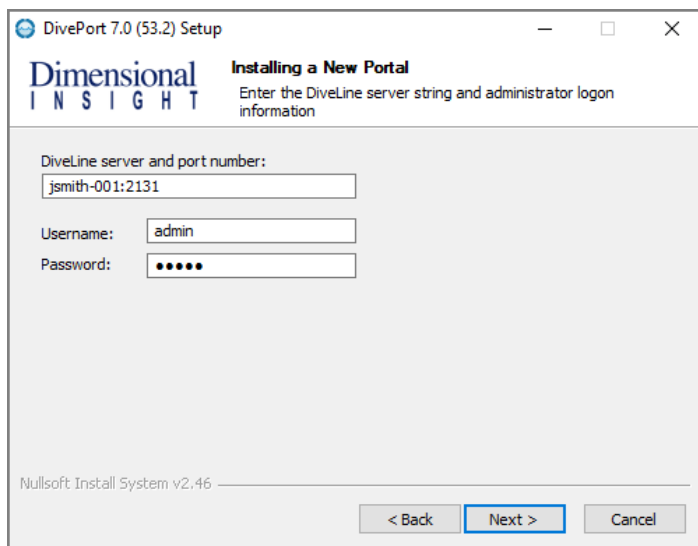 DivePort 7.0 (53.2) Setup
Dimensional
INSIGHT
Installing a New Portal
Enter the DiveLine server string and administrator logon
information
DiveLine server and port number:
jsmith-001:2131
Username: admin
Password: •••••
Nullsoft Install System v2.46
< Back Next > Cancel